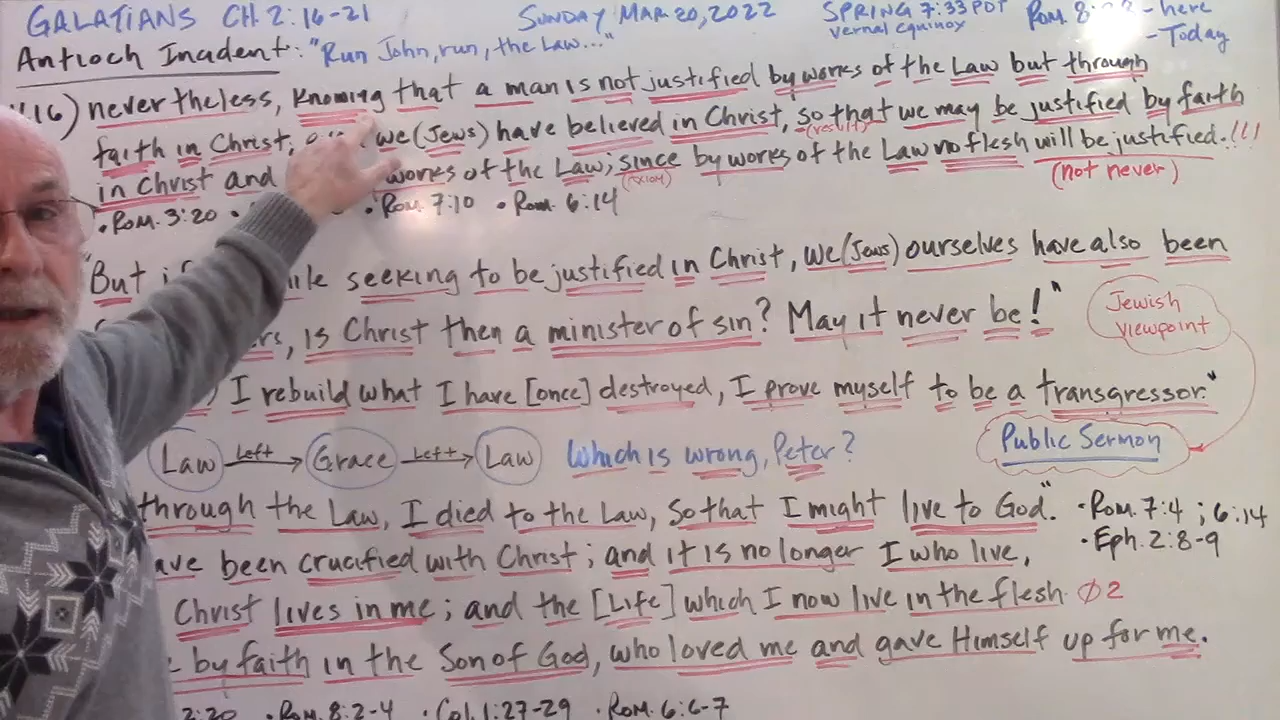 GALATIANS CH. 2:16-21 SUNDAY MAR 20, 2022 SPRING 7:33 PDT Rom. 8: - here
vernal equinox - Today
Antioch Incident: "Run John, run, the Law..."
16) nevertheless, knowing that a man is not justified by works of the Law but through
faith in Christ, we (Jews) have believed in Christ, so that we may be justified by faith
(result)
in Christ and works of the Law; since by works of the Law no flesh will be justified.!!!
(Axiom) (not never)
• Rom. 3:20 • • Rom. 7:10 • Rom. 6:14
"But if seeking to be justified in Christ, we (Jews) ourselves have also been
is Christ then a minister of sin? May it never be!"
Jewish
viewpoint
I rebuild what I have [once] destroyed, I prove myself to be a transgressor."
Law Left Grace Left Law Which is wrong, Peter? Public Sermon
through the Law, I died to the Law, so that I might live to God." • Rom. 7:4 ; 6:14
have been crucified with Christ; and it is no longer I who live, • Eph. 2:8-9
Christ lives in me; and the [Life] which I now live in the flesh Ø2
by faith in the Son of God, who loved me and gave Himself up for me.
2:20 • Rom. 8:2-4 • Col. 1:27-29 • Rom. 6:6-7